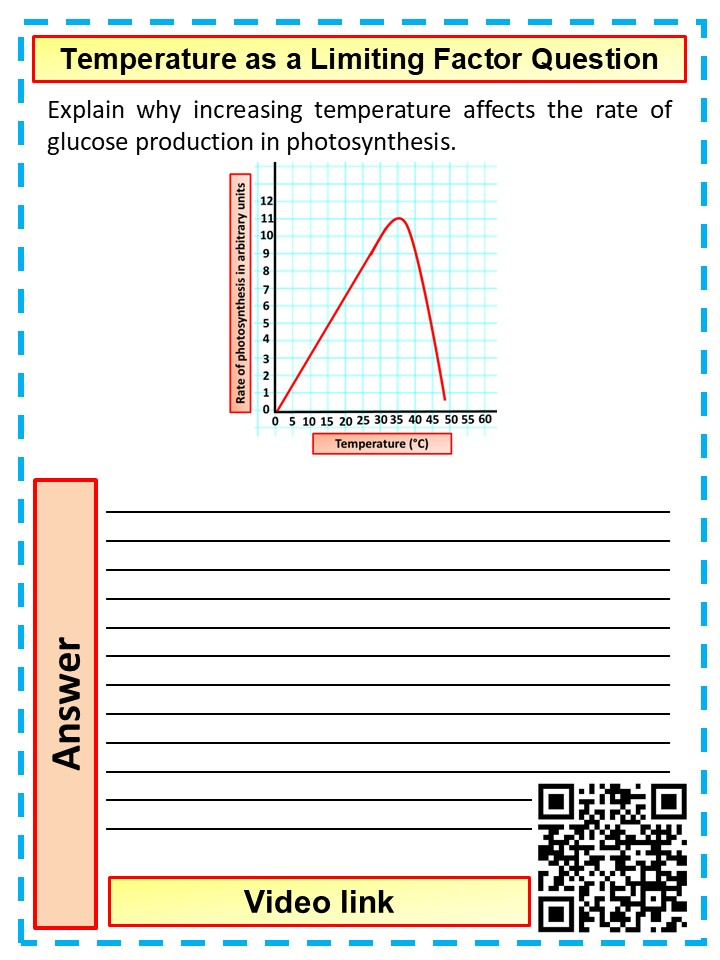 Temperature as a Limiting Factor Question
Explain why increasing temperature affects the rate of
glucose production in photosynthesis.
Rate of photosynthesis in arbitrary units
12
11
10
9
8
7
6
5
4
3
2
1
0
0 5 10 15 20 25 30 35 40 45 50 55 60
Temperature (°C)
Answer
Video link